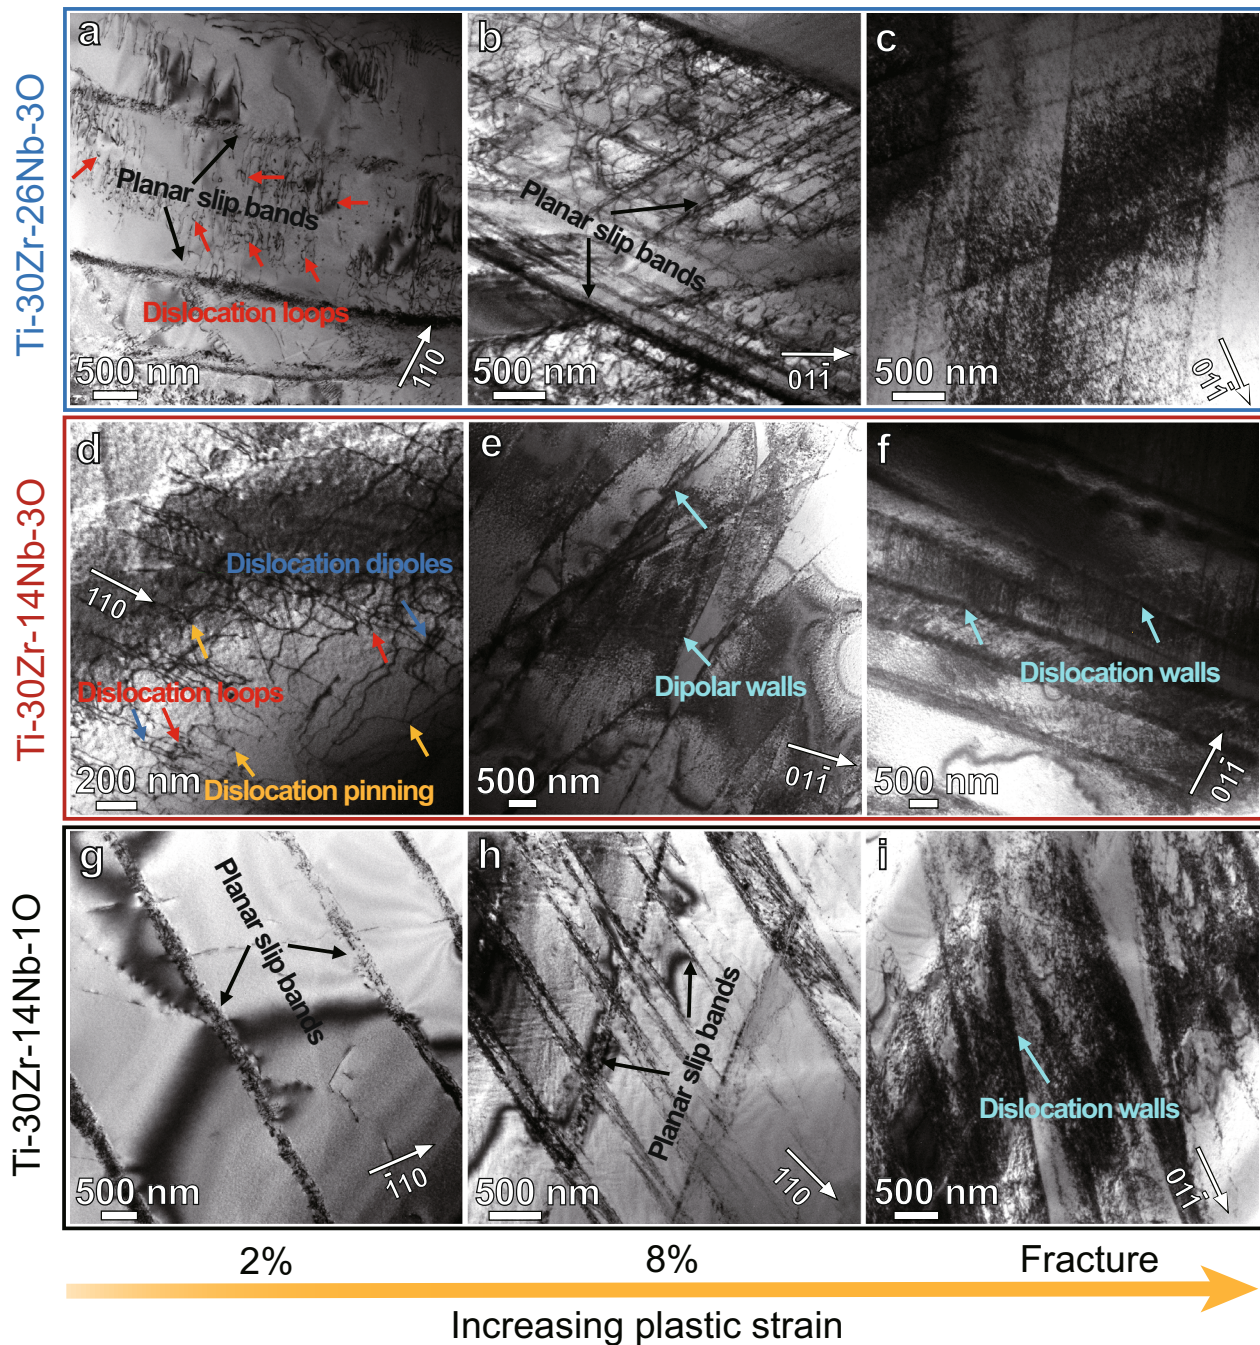 Ti-30Zr-26Nb-3O
a
Planar slip bands
Dislocation loops
500 nm
110
b
Planar slip bands
500 nm
011̄
c
500 nm
011̄
Ti-30Zr-14Nb-3O
d
Dislocation dipoles
110
Dislocation loops
200 nm
Dislocation pinning
e
Dipolar walls
500 nm
011̄
f
Dislocation walls
500 nm
011̄
Ti-30Zr-14Nb-1O
g
Planar slip bands
500 nm
1̄10
h
Planar slip bands
500 nm
110
i
Dislocation walls
500 nm
011̄
2%
8%
Fracture
Increasing plastic strain